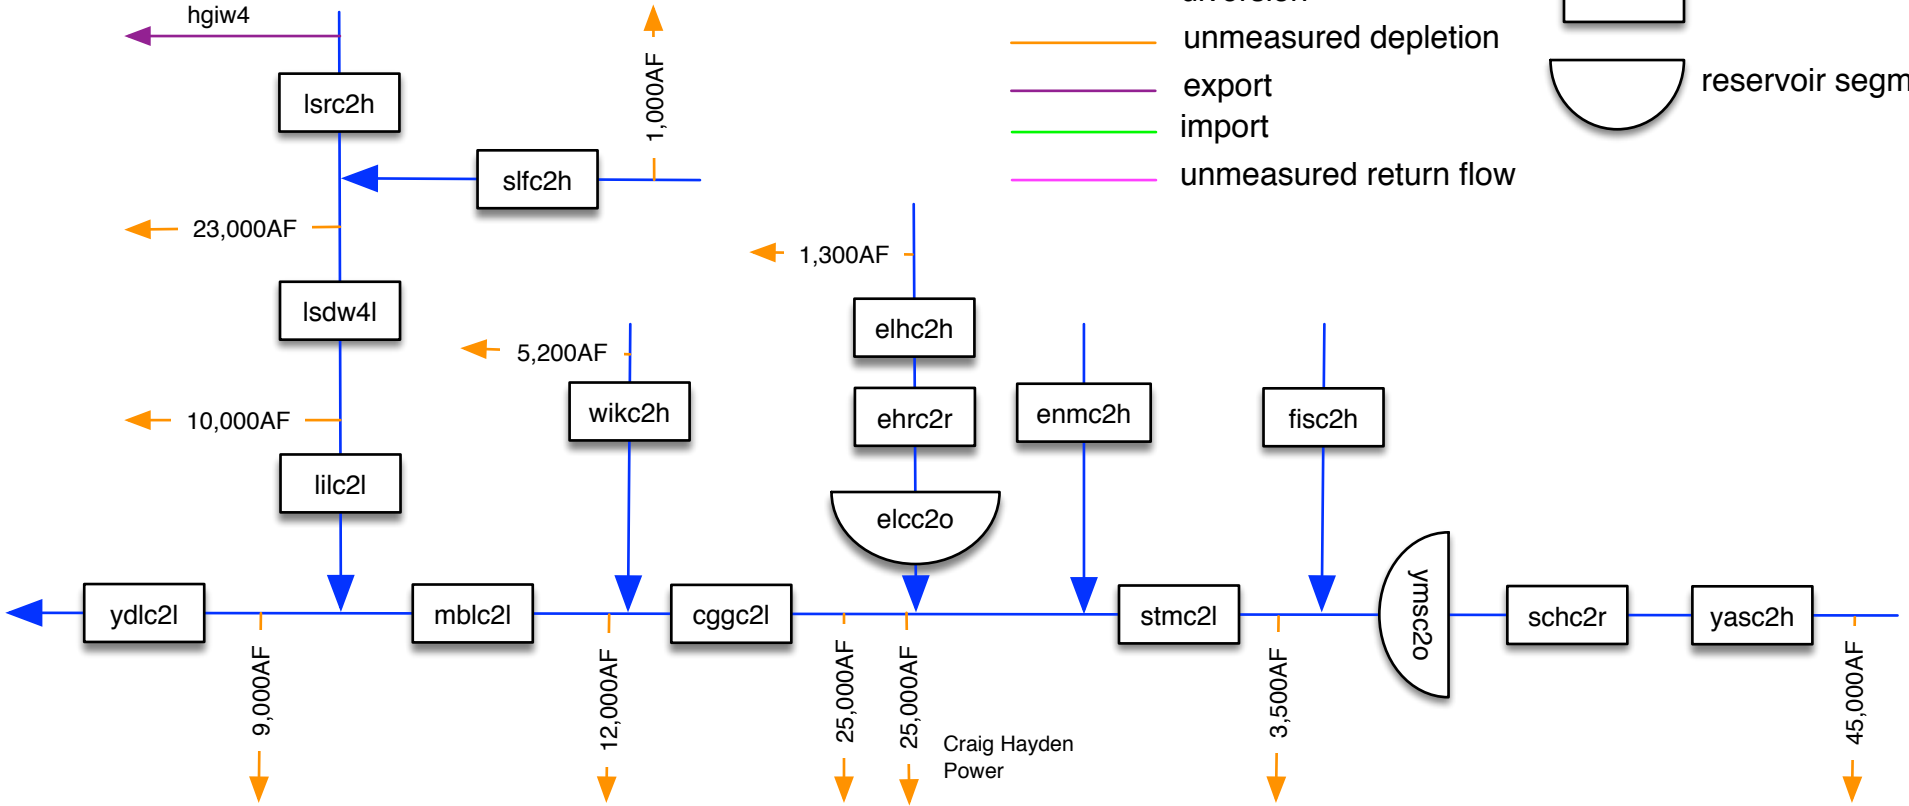 hgiw4
unmeasured depletion
export
import
unmeasured return flow
reservoir segm
lsrc2h
1,000AF
slfc2h
23,000AF
1,300AF
lsdw4l
elhc2h
5,200AF
10,000AF
wikc2h
ehrc2r
enmc2h
fisc2h
lilc2l
elcc2o
ydlc2l
mblc2l
cggc2l
stmc2l
ymsc2o
schc2r
yasc2h
9,000AF
12,000AF
25,000AF
25,000AF
Craig Hayden
Power
3,500AF
45,000AF